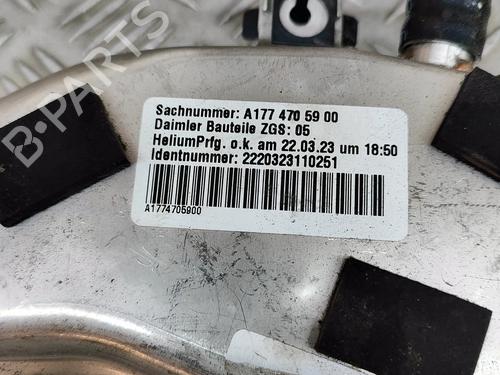 Sachnummer: A177 470 59 00
Daimler Bauteile ZGS: 05
HeliumPrfg. o.k. am 22.03.23 um 18:50
Identnummer: 2220323110251
A1774705900
B-PARTS